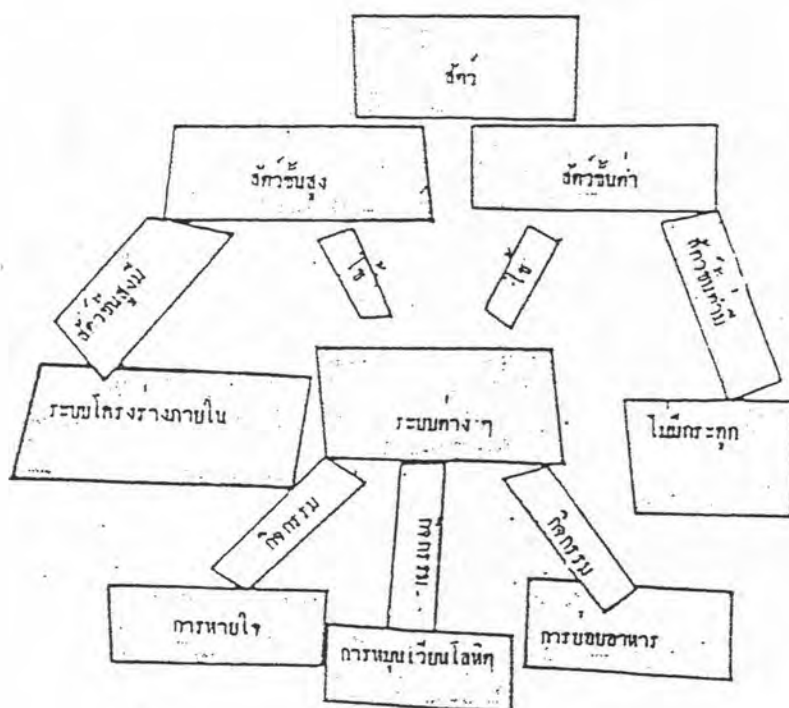 สัตว์
สัตว์ชั้นสูง
สัตว์ชั้นต่ำ
สัตว์ชั้นสูงมี
ใช้
ใช้
สัตว์ชั้นต่ำมี
ระบบโครงร่างภายใน
ระบบต่าง ๆ
ไม่มีกระดูก
กิจกรรม
กิจกรรม
กิจกรรม
การหายใจ
การหมุนเวียนโลหิต
การย่อยอาหาร